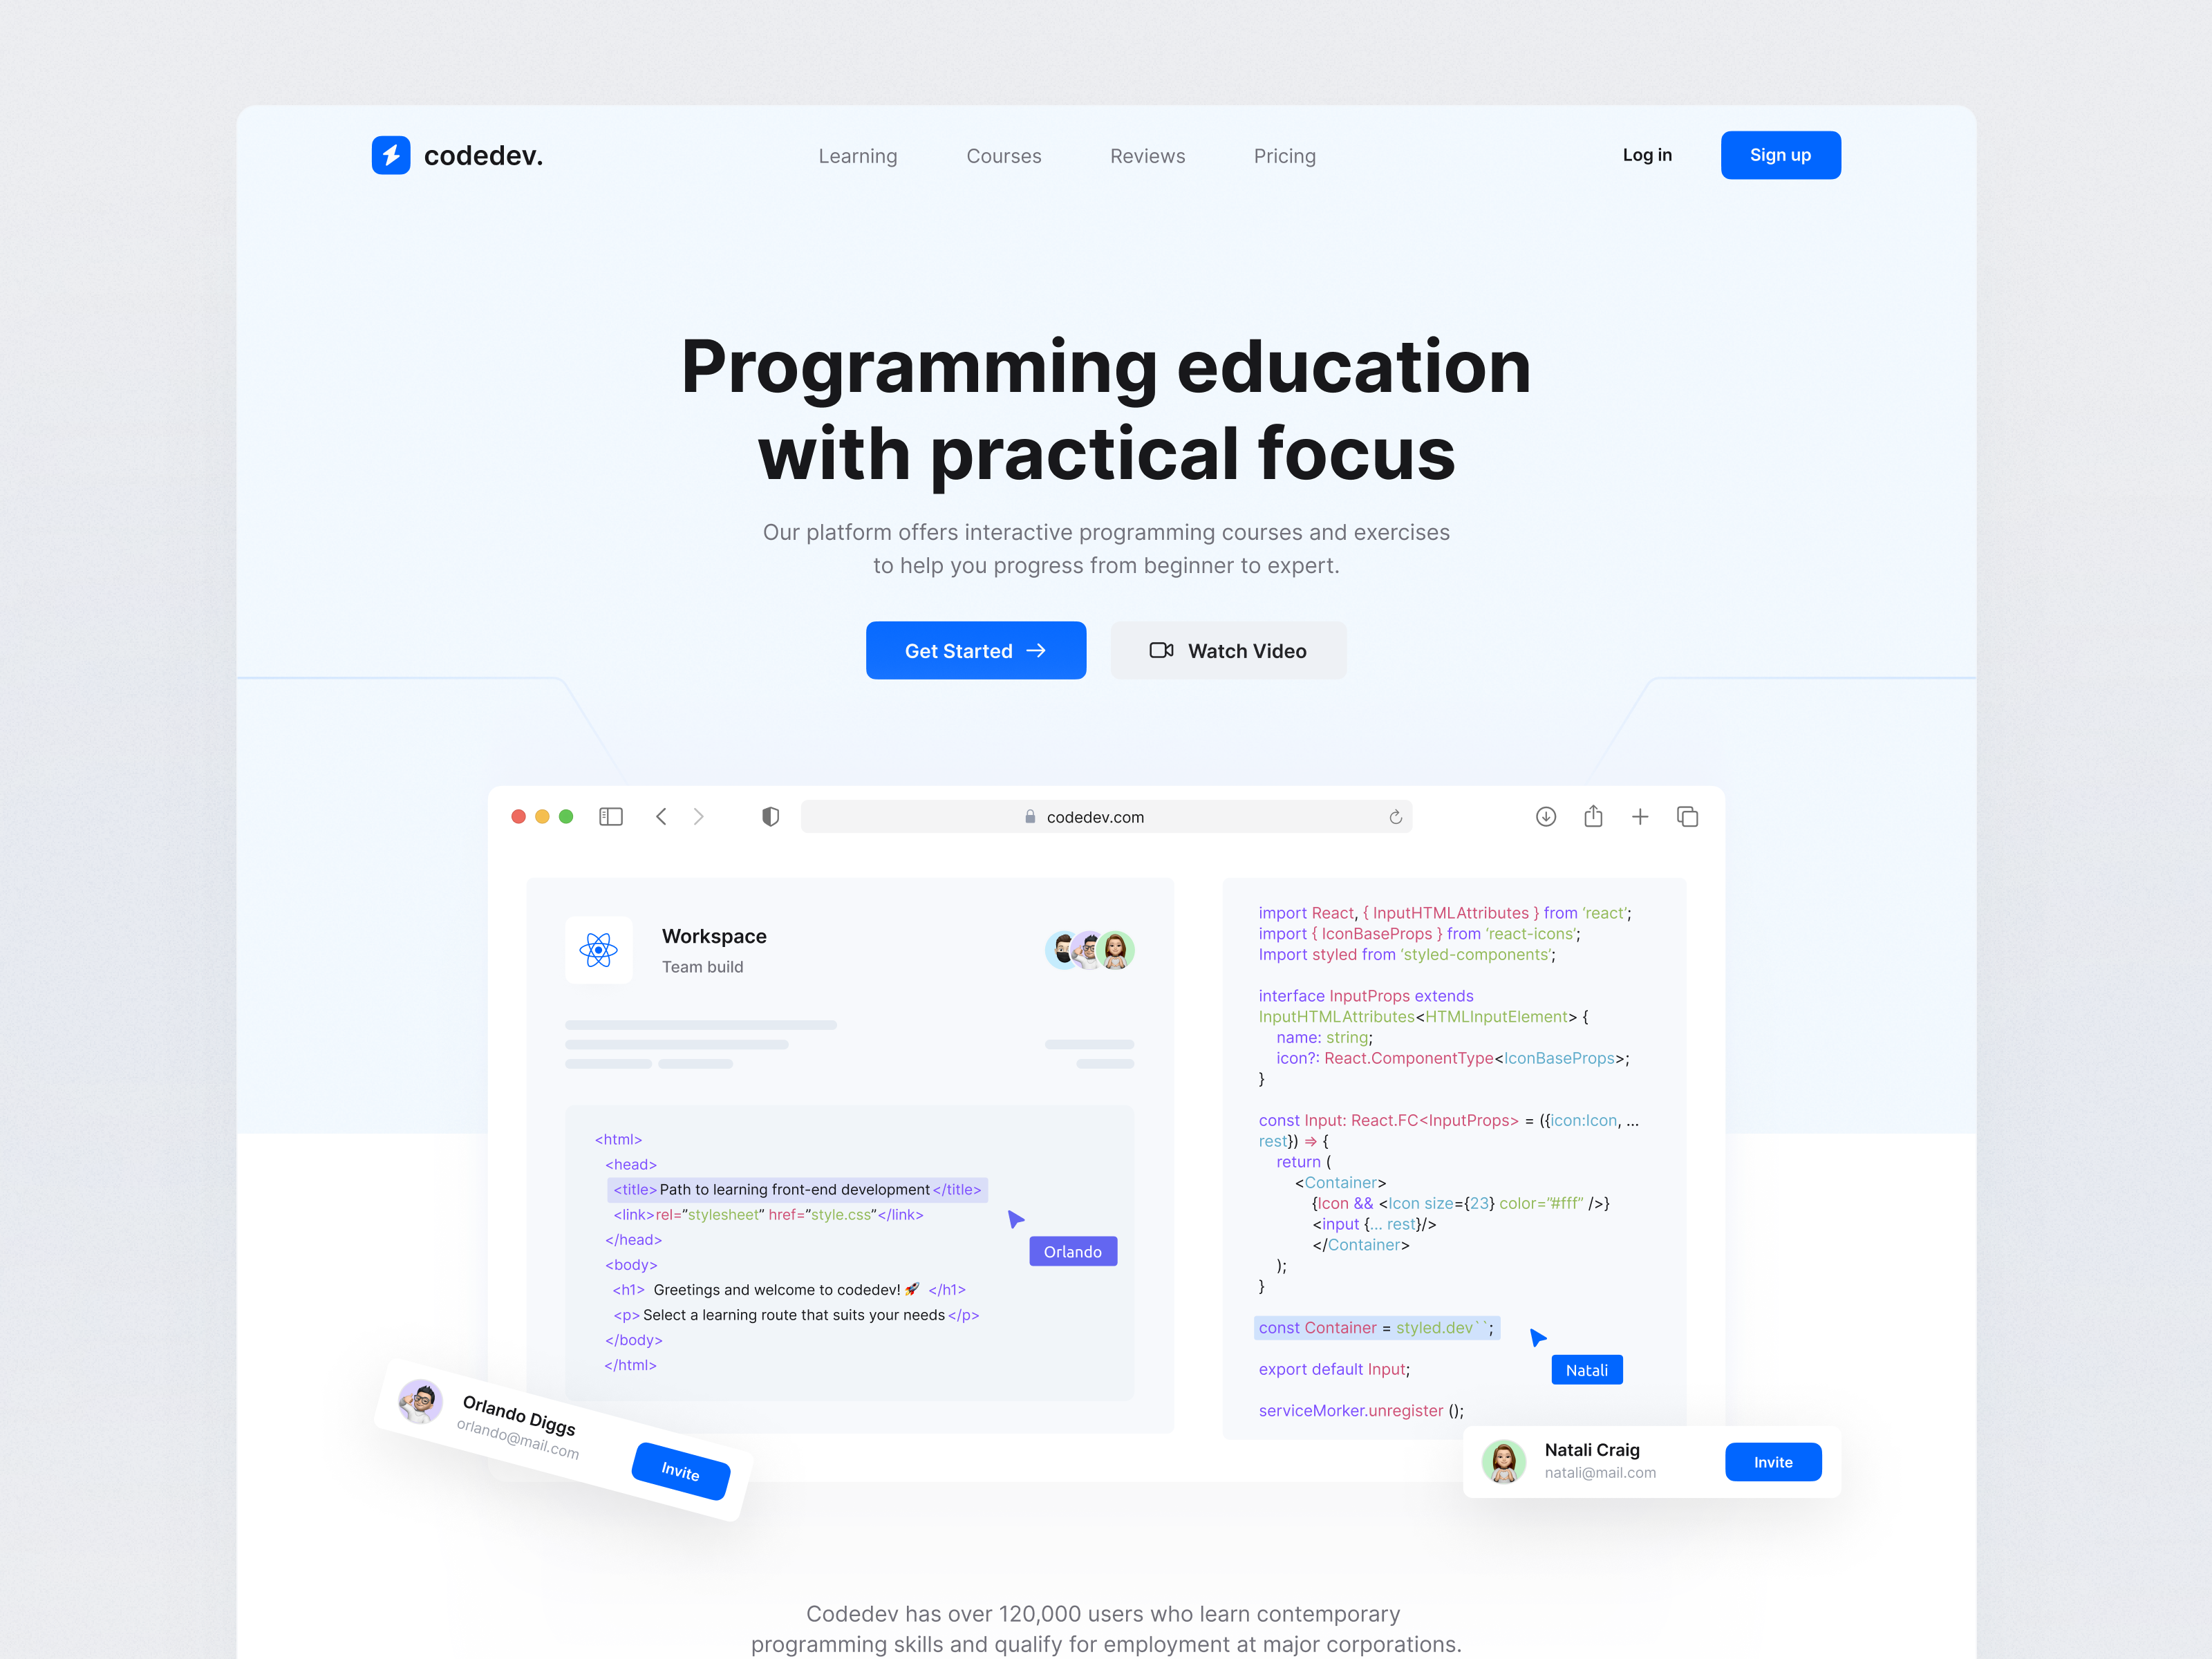 codedev.
Learning
Courses
Reviews
Pricing
Log in
Sign up
Programming education
with practical focus
Our platform offers interactive programming courses and exercises
to help you progress from beginner to expert.
Get Started →
Watch Video
codedev.com
Workspace
Team build
<html>
<head>
<title>Path to learning front-end development</title>
<link>rel=”stylesheet” href=”style.css”</link>
</head>
<body>
<h1> Greetings and welcome to codedev! 🚀 </h1>
<p>Select a learning route that suits your needs</p>
</body>
</html>
Orlando
import React, { InputHTMLAttributes } from ‘react’;
import { IconBaseProps } from ‘react-icons’;
Import styled from ‘styled-components’;
interface InputProps extends
InputHTMLAttributes<HTMLInputElement> {
name: string;
icon?: React.ComponentType<IconBaseProps>;
}
const Input: React.FC<InputProps> = ({icon:Icon, ...
rest}) => {
return (
<Container>
{Icon && <Icon size={23} color=”#fff” />}
<input {... rest}/>
</Container>
);
}
const Container = styled.dev``;
Natali
export default Input;
serviceMorker.unregister ();
Orlando Diggs
orlando@mail.com
Invite
Natali Craig
natali@mail.com
Invite
Codedev has over 120,000 users who learn contemporary
programming skills and qualify for employment at major corporations.